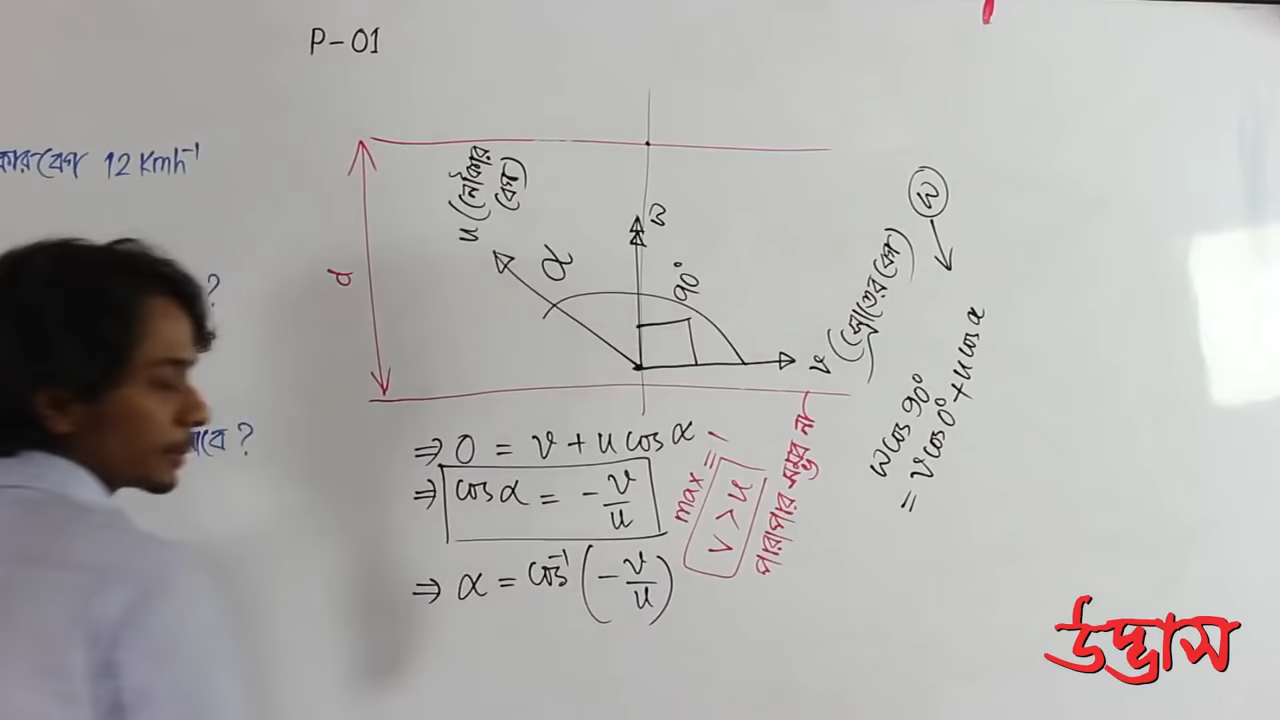 P-01
বেগ 12 Kmh⁻¹
?
বে ?
d
u (নৌকার
বেগ)
α
ω
90°
v (স্রোতের বেগ)
ω
ω cos 90°
= v cos 0° + u cos α
⇒ 0 = v + u cos α
⇒ cos α = - v/u
⇒ α = cos⁻¹ (- v/u)
max = 1
v > u
পারাপার সম্ভব না
উদ্ভাস